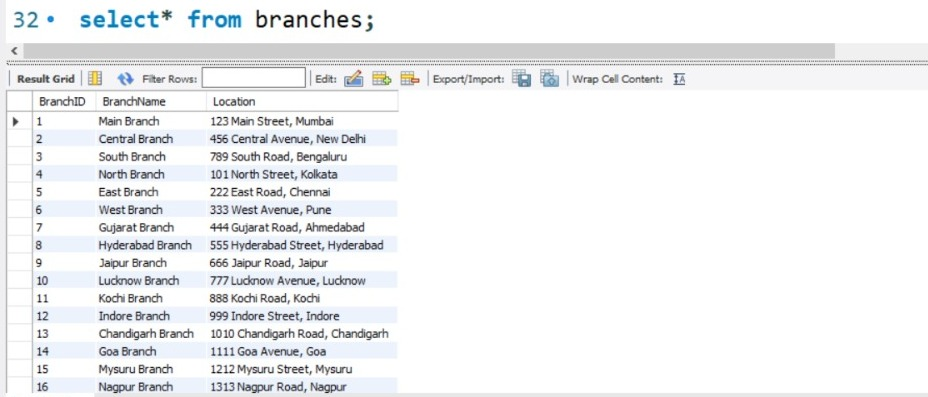 32 select* from branches;
Result Grid Filter Rows: Edit: Export/Import: Wrap Cell Content: IA
BranchID BranchName Location
1 Main Branch 123 Main Street, Mumbai
2 Central Branch 456 Central Avenue, New Delhi
3 South Branch 789 South Road, Bengaluru
4 North Branch 101 North Street, Kolkata
5 East Branch 222 East Road, Chennai
6 West Branch 333 West Avenue, Pune
7 Gujarat Branch 444 Gujarat Road, Ahmedabad
8 Hyderabad Branch 555 Hyderabad Street, Hyderabad
9 Jaipur Branch 666 Jaipur Road, Jaipur
10 Lucknow Branch 777 Lucknow Avenue, Lucknow
11 Kochi Branch 888 Kochi Road, Kochi
12 Indore Branch 999 Indore Street, Indore
13 Chandigarh Branch 1010 Chandigarh Road, Chandigarh
14 Goa Branch 1111 Goa Avenue, Goa
15 Mysuru Branch 1212 Mysuru Street, Mysuru
16 Nagpur Branch 1313 Nagpur Road, Nagpur